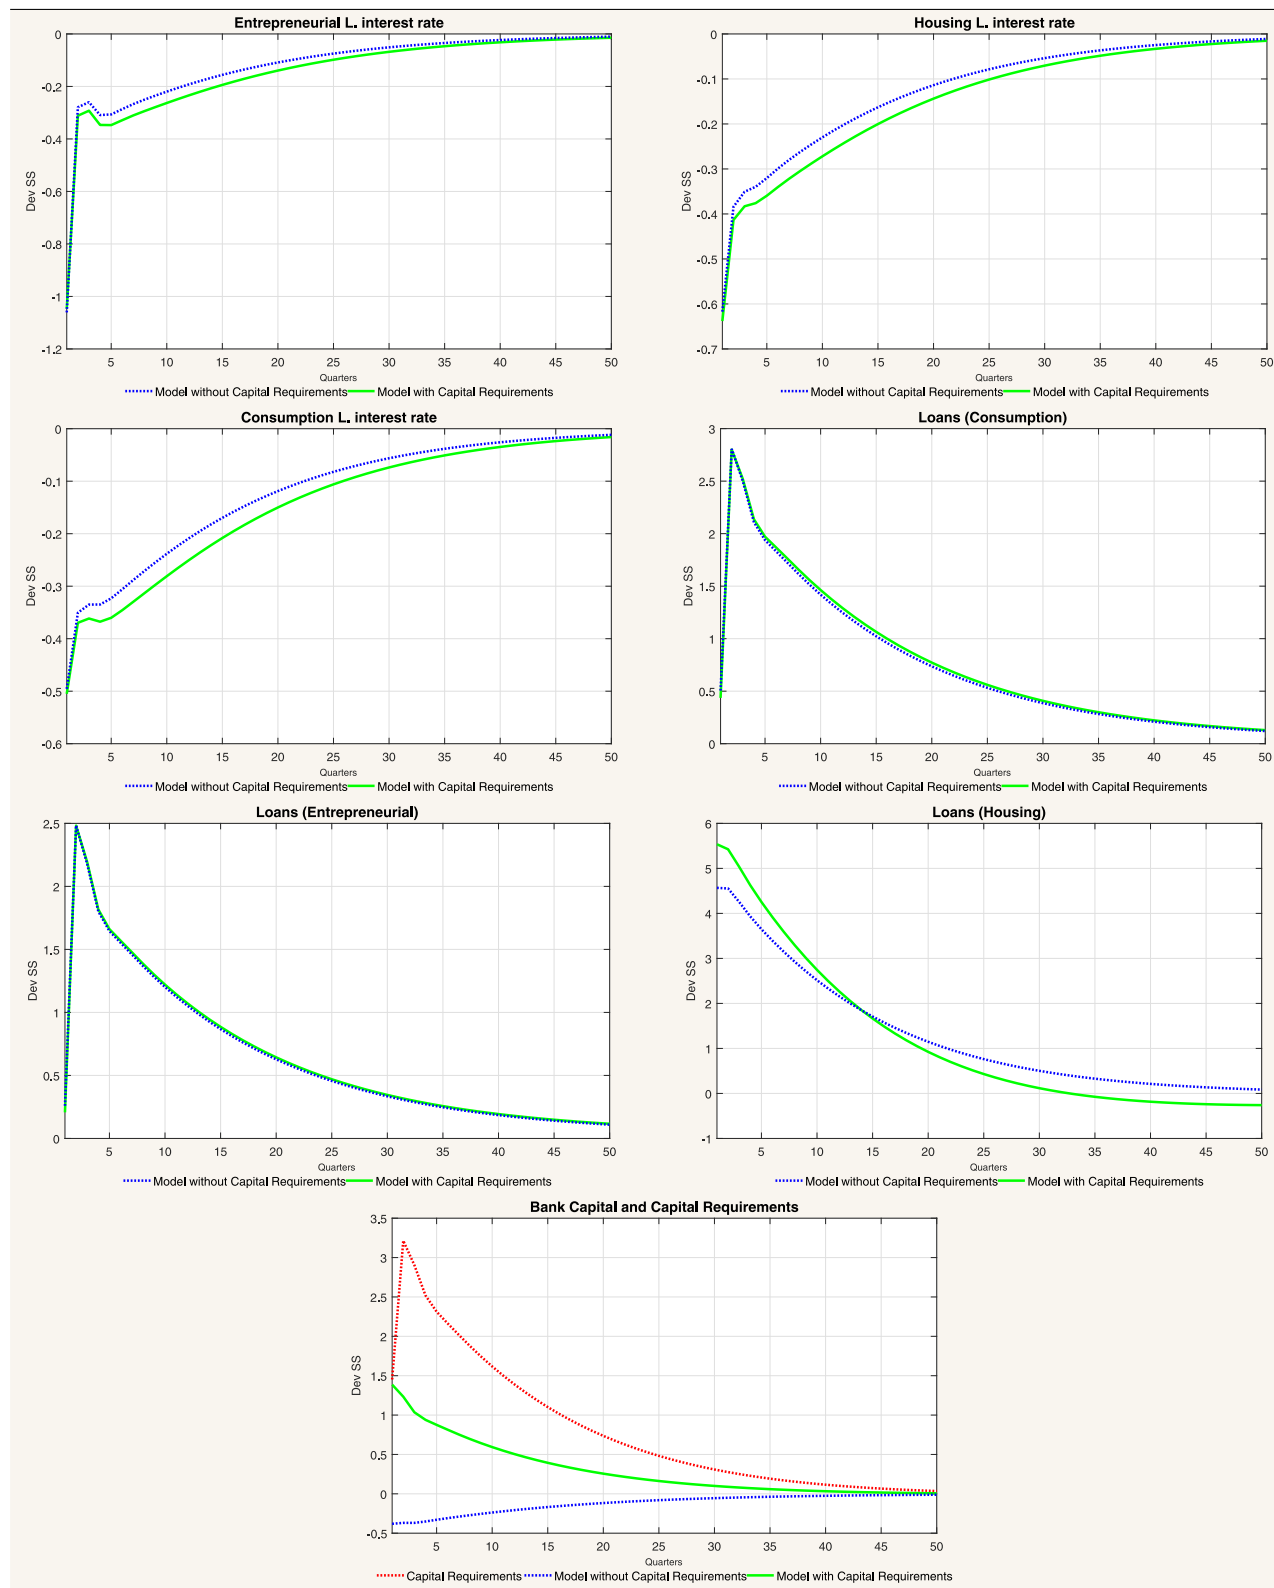 Entrepreneurial L. interest rate
0
-0.2
-0.4
-0.6
-0.8
-1
-1.2
Dev SS
5 10 15 20 25 30 35 40 45 50
Quarters
Model without Capital Requirements Model with Capital Requirements
Housing L. interest rate
0
-0.1
-0.2
-0.3
-0.4
-0.5
-0.6
-0.7
Dev SS
5 10 15 20 25 30 35 40 45 50
Quarters
Model without Capital Requirements Model with Capital Requirements
Consumption L. interest rate
0
-0.1
-0.2
-0.3
-0.4
-0.5
-0.6
Dev SS
5 10 15 20 25 30 35 40 45 50
Quarters
Model without Capital Requirements Model with Capital Requirements
Loans (Consumption)
3
2.5
2
1.5
1
0.5
0
Dev SS
5 10 15 20 25 30 35 40 45 50
Quarters
Model without Capital Requirements Model with Capital Requirements
Loans (Entrepreneurial)
2.5
2
1.5
1
0.5
0
Dev SS
5 10 15 20 25 30 35 40 45 50
Quarters
Model without Capital Requirements Model with Capital Requirements
Loans (Housing)
6
5
4
3
2
1
0
-1
Dev SS
5 10 15 20 25 30 35 40 45 50
Quarters
Model without Capital Requirements Model with Capital Requirements
Bank Capital and Capital Requirements
3.5
3
2.5
2
1.5
1
0.5
0
-0.5
Dev SS
5 10 15 20 25 30 35 40 45 50
Quarters
Capital Requirements Model without Capital Requirements Model with Capital Requirements